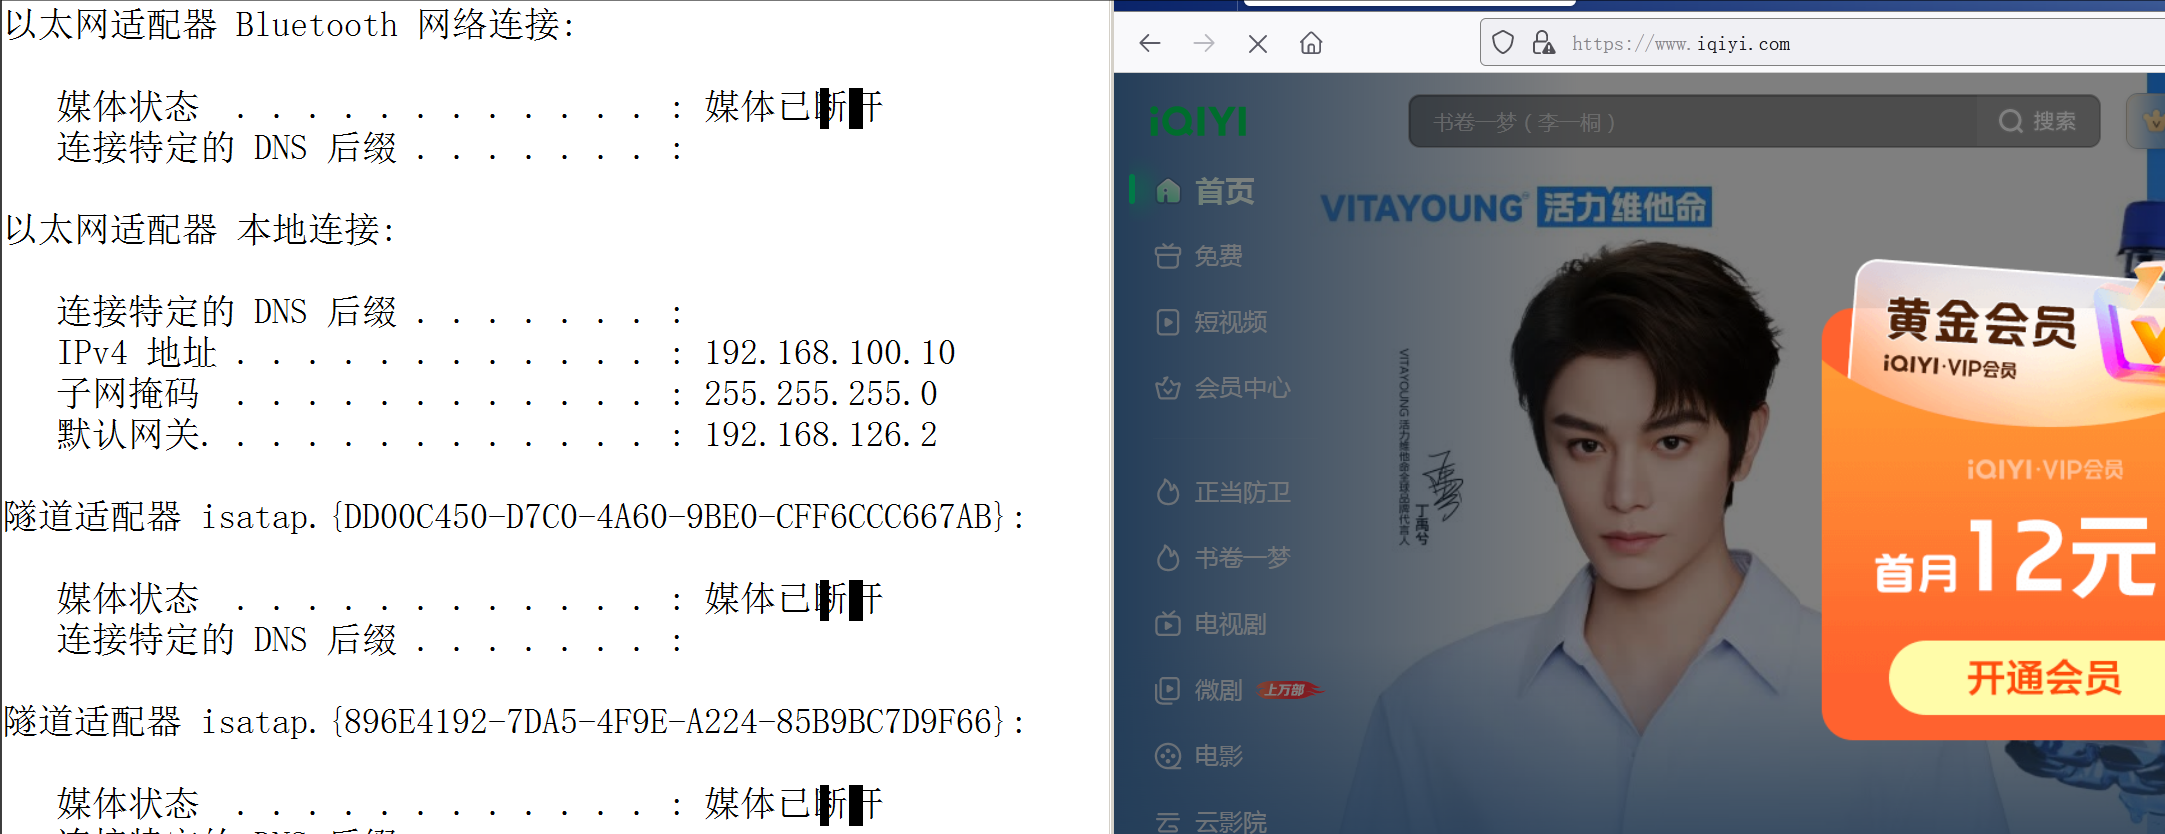 以太网适配器 Bluetooth 网络连接:
媒体状态 . . . . . . . . . . . . : 媒体已断开
连接特定的 DNS 后缀 . . . . . . . :
以太网适配器 本地连接:
连接特定的 DNS 后缀 . . . . . . . :
IPv4 地址 . . . . . . . . . . . . : 192.168.100.10
子网掩码 . . . . . . . . . . . . : 255.255.255.0
默认网关. . . . . . . . . . . . . : 192.168.126.2
隧道适配器 isatap.{DD00C450-D7C0-4A60-9BE0-CFF6CCC667AB}:
媒体状态 . . . . . . . . . . . . : 媒体已断开
连接特定的 DNS 后缀 . . . . . . . :
隧道适配器 isatap.{896E4192-7DA5-4F9E-A224-85B9BC7D9F66}:
媒体状态 . . . . . . . . . . . . : 媒体已断开
连接特定的 DNS 后缀
https://www.iqiyi.com
iQIYI
书卷一梦（李一桐）
搜索
首页
免费
短视频
会员中心
正当防卫
书卷一梦
电视剧
微剧 上万部
电影
云影院
VITAYOUNG® 活力维他命
VITAYOUNG 活力维他命全球品牌代言人
丁禹兮
黄金会员
iQIYI·VIP会员
iQIYI·VIP会员
首月12元
开通会员